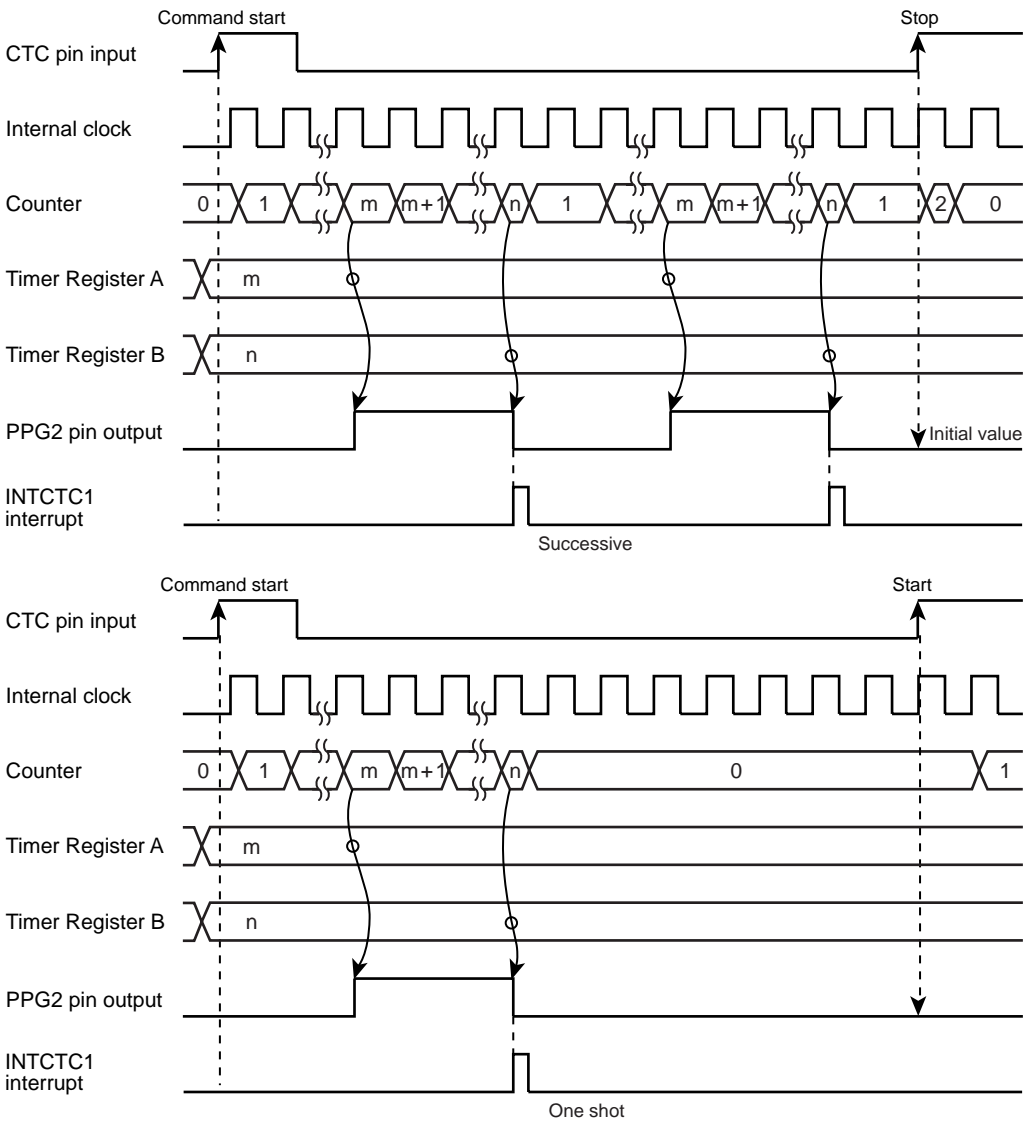 Command start Stop
CTC pin input
Internal clock
Counter 0 1 m m+1 n 1 m m+1 n 1 2 0
Timer Register A m
Timer Register B n
PPG2 pin output Initial value
INTCTC1
interrupt
Successive
Command start Start
CTC pin input
Internal clock
Counter 0 1 m m+1 n 0 1
Timer Register A m
Timer Register B n
PPG2 pin output
INTCTC1
interrupt
One shot